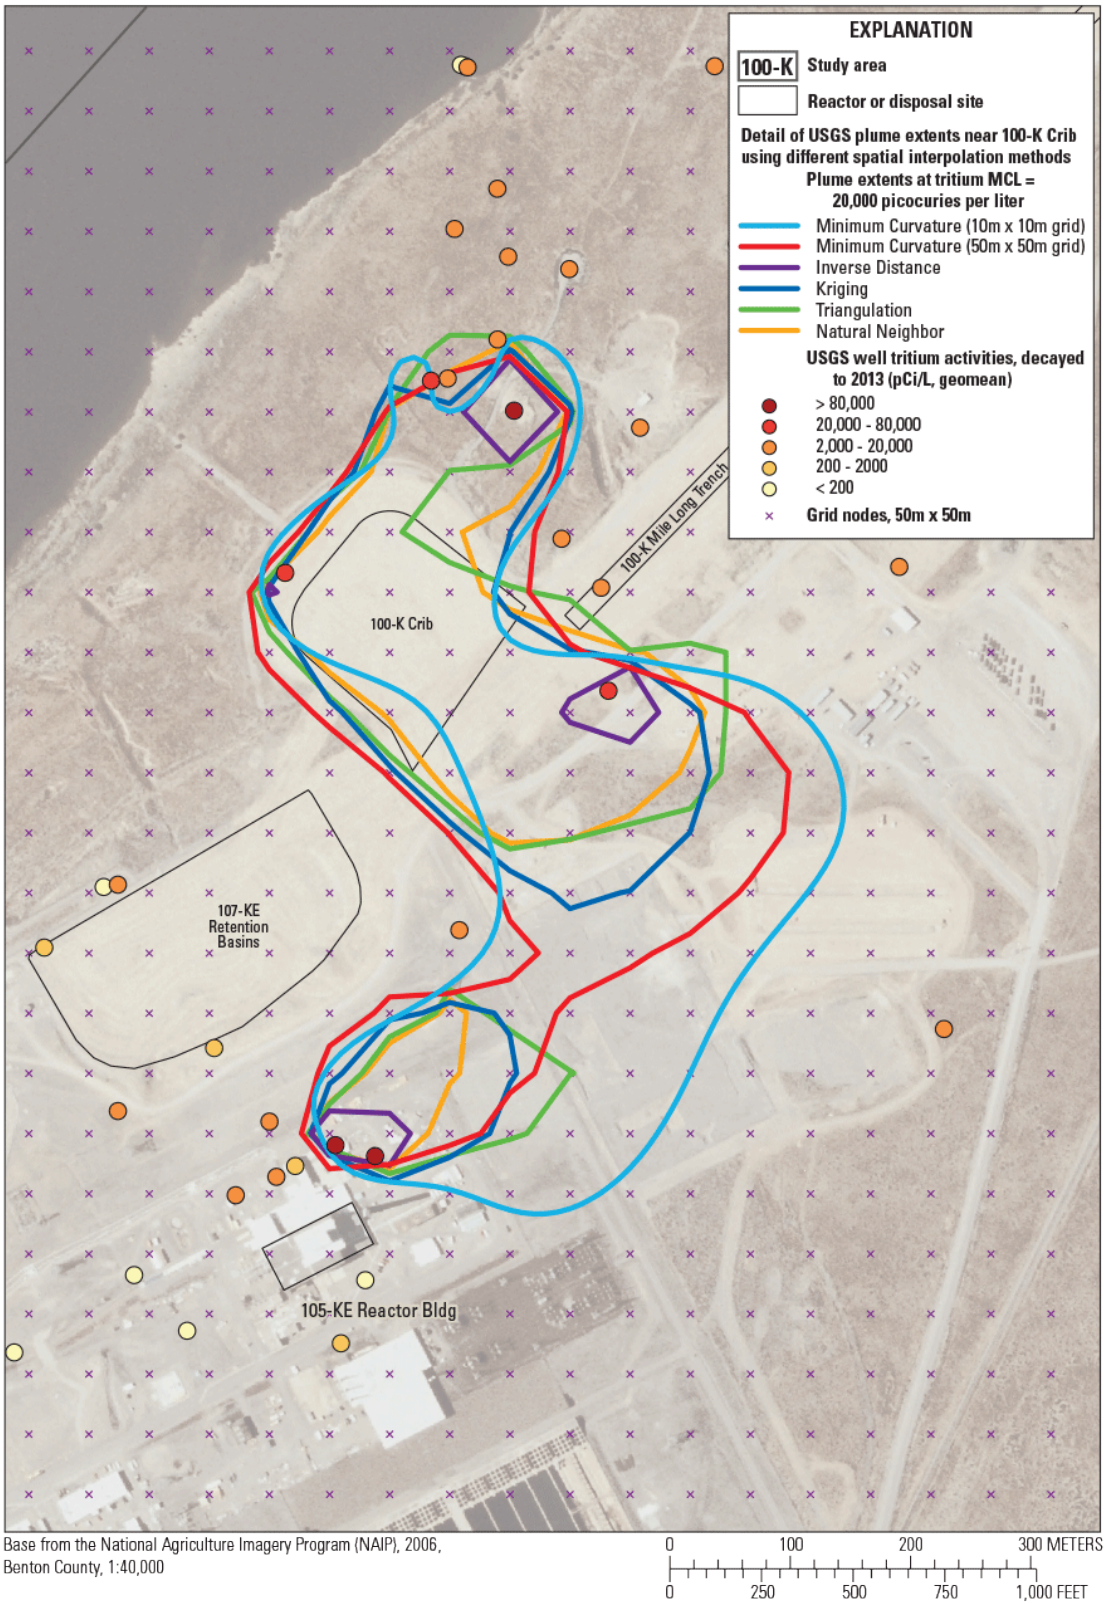 EXPLANATION
100-K Study area
Reactor or disposal site
Detail of USGS plume extents near 100-K Crib
using different spatial interpolation methods
Plume extents at tritium MCL =
20,000 picocuries per liter
Minimum Curvature (10m x 10m grid)
Minimum Curvature (50m x 50m grid)
Inverse Distance
Kriging
Triangulation
Natural Neighbor
USGS well tritium activities, decayed
to 2013 (pCi/L, geomean)
> 80,000
20,000 - 80,000
2,000 - 20,000
200 - 2000
< 200
Grid nodes, 50m x 50m
100-K Mile Long Trench
100-K Crib
107-KE
Retention
Basins
105-KE Reactor Bldg
Base from the National Agriculture Imagery Program (NAIP), 2006,
Benton County, 1:40,000
0 100 200 300 METERS
0 250 500 750 1,000 FEET